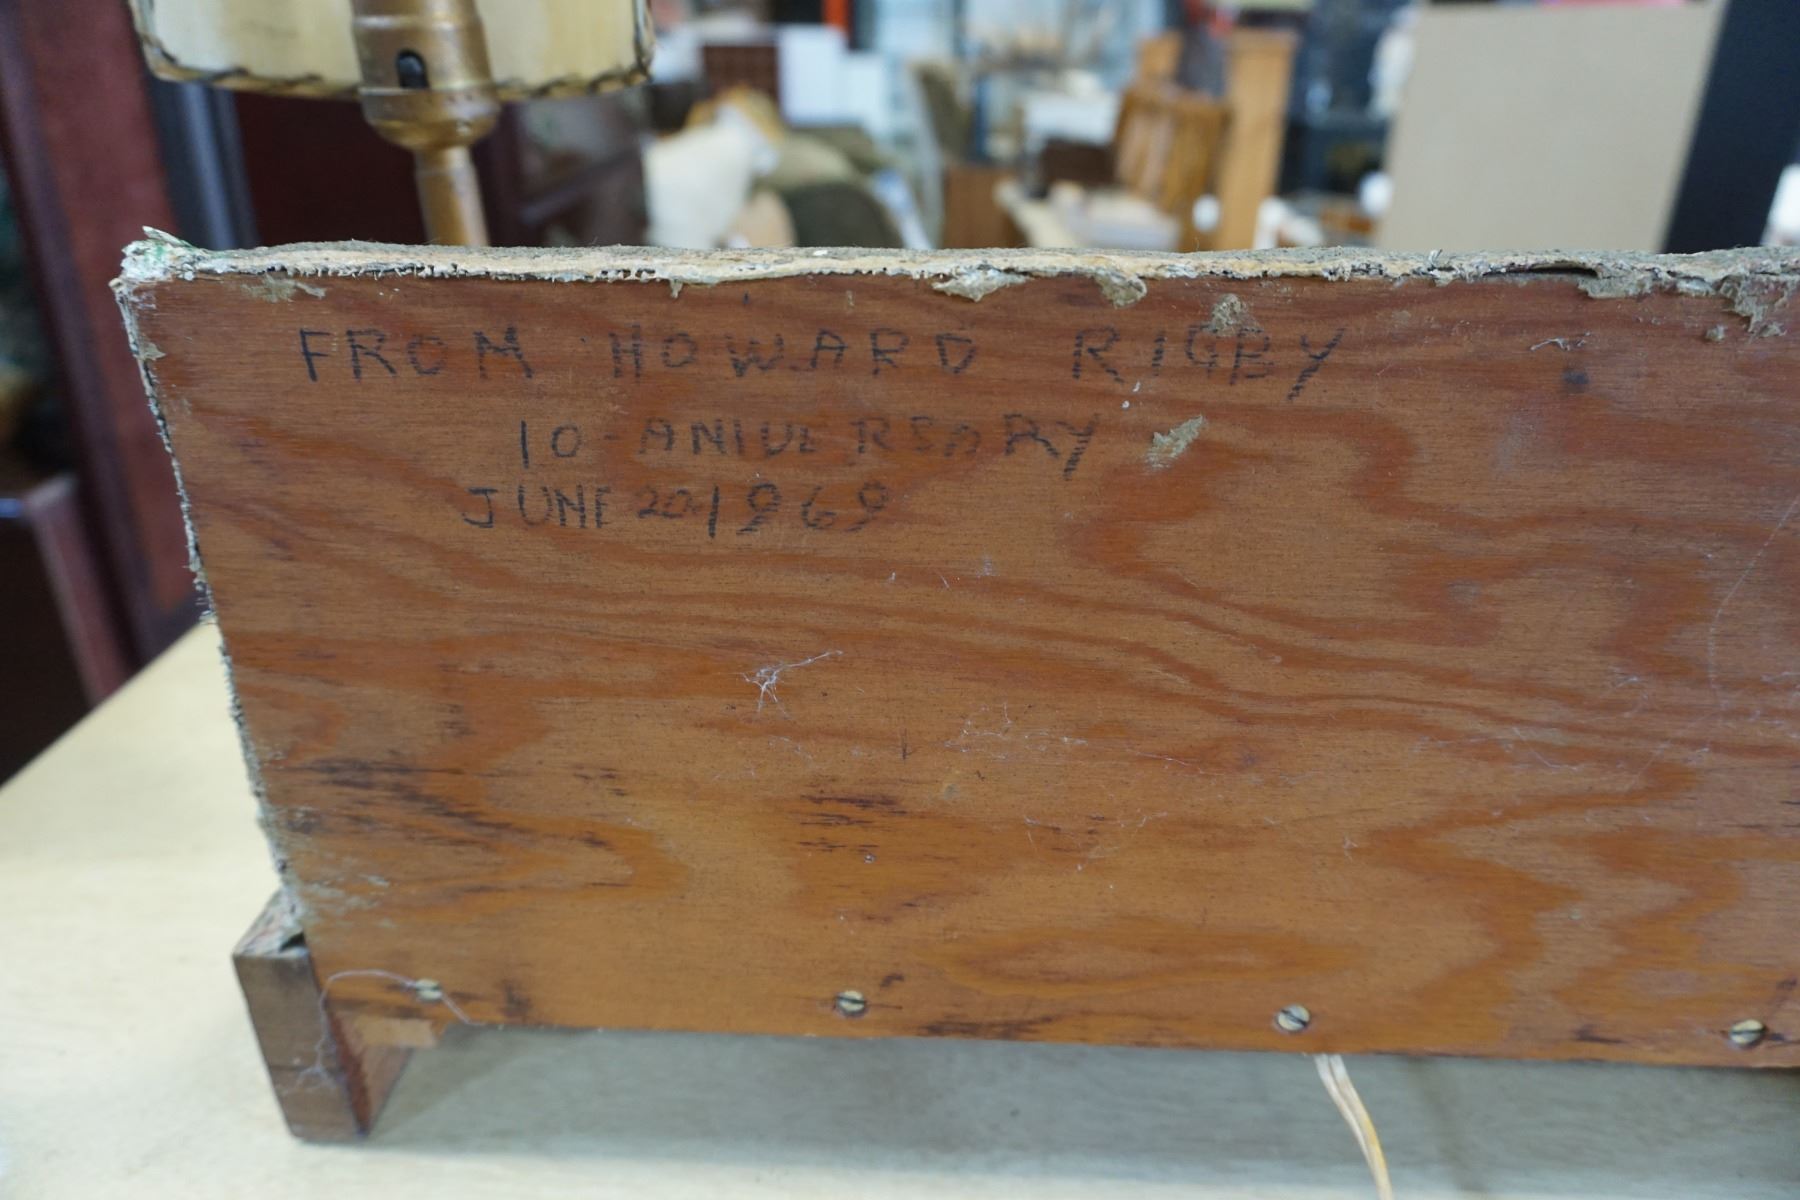 FROM HOWARD RIGBY
10-ANIVERSARY
JUNE 20-1969